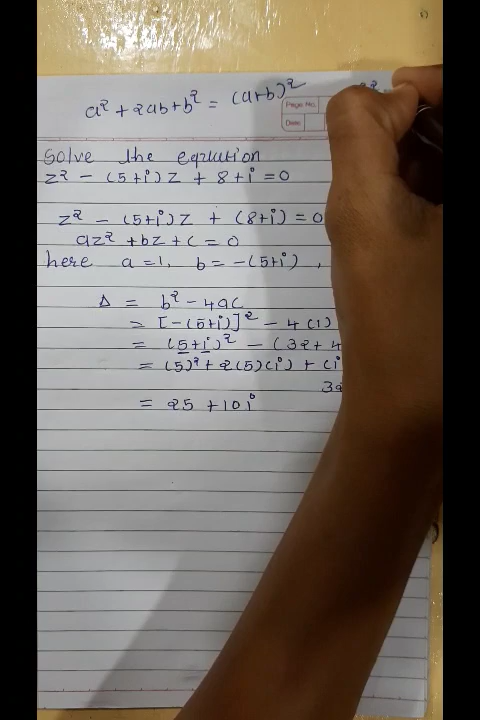 a² + 2ab + b² = (a+b)²
Page No.
Date
Solve the equation
z² - (5+i)z + 8+i = 0
z² - (5+i)z + (8+i) = 0
az² + bz + c = 0
here a = 1, b = -(5+i),
Δ = b² - 4ac
= [-(5+i)]² - 4(1)
= (5+i)² - (32+4
= (5)² + 2(5)(i) + (i
32
= 25 + 10i